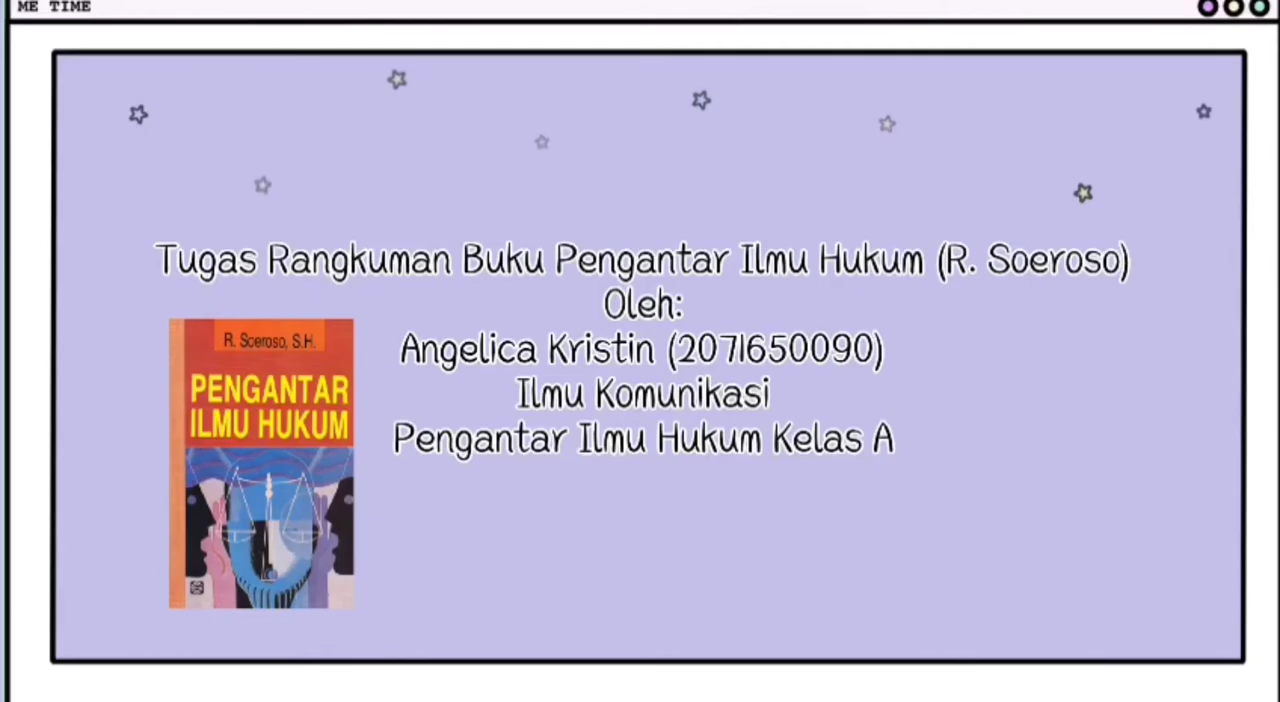 ME TIME
Tugas Rangkuman Buku Pengantar Ilmu Hukum (R. Soeroso)
Oleh:
Angelica Kristin (2071650090)
Ilmu Komunikasi
Pengantar Ilmu Hukum Kelas A
R. Soeroso, S.H.
PENGANTAR
ILMU HUKUM